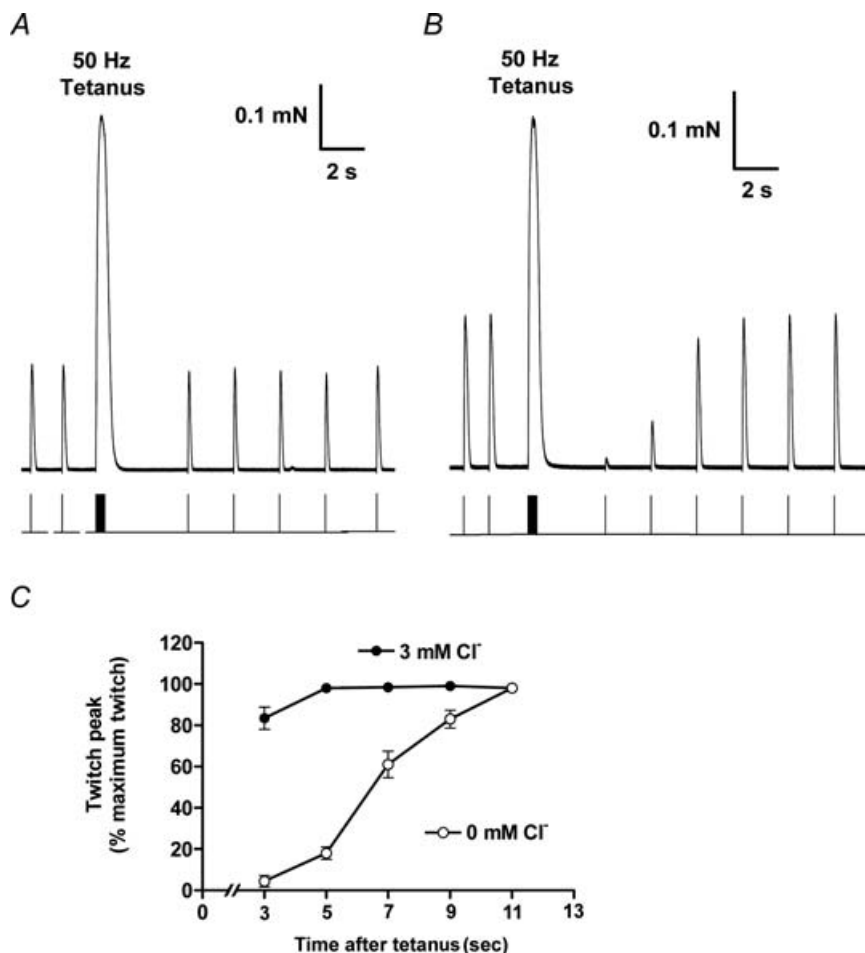 A
50 Hz
Tetanus
0.1 mN
2 s
B
50 Hz
Tetanus
0.1 mN
2 s
C
Twitch peak
(% maximum twitch)
120
100
80
60
40
20
0
3 mM Cl⁻
0 mM Cl⁻
0 3 5 7 9 11 13
Time after tetanus (sec)